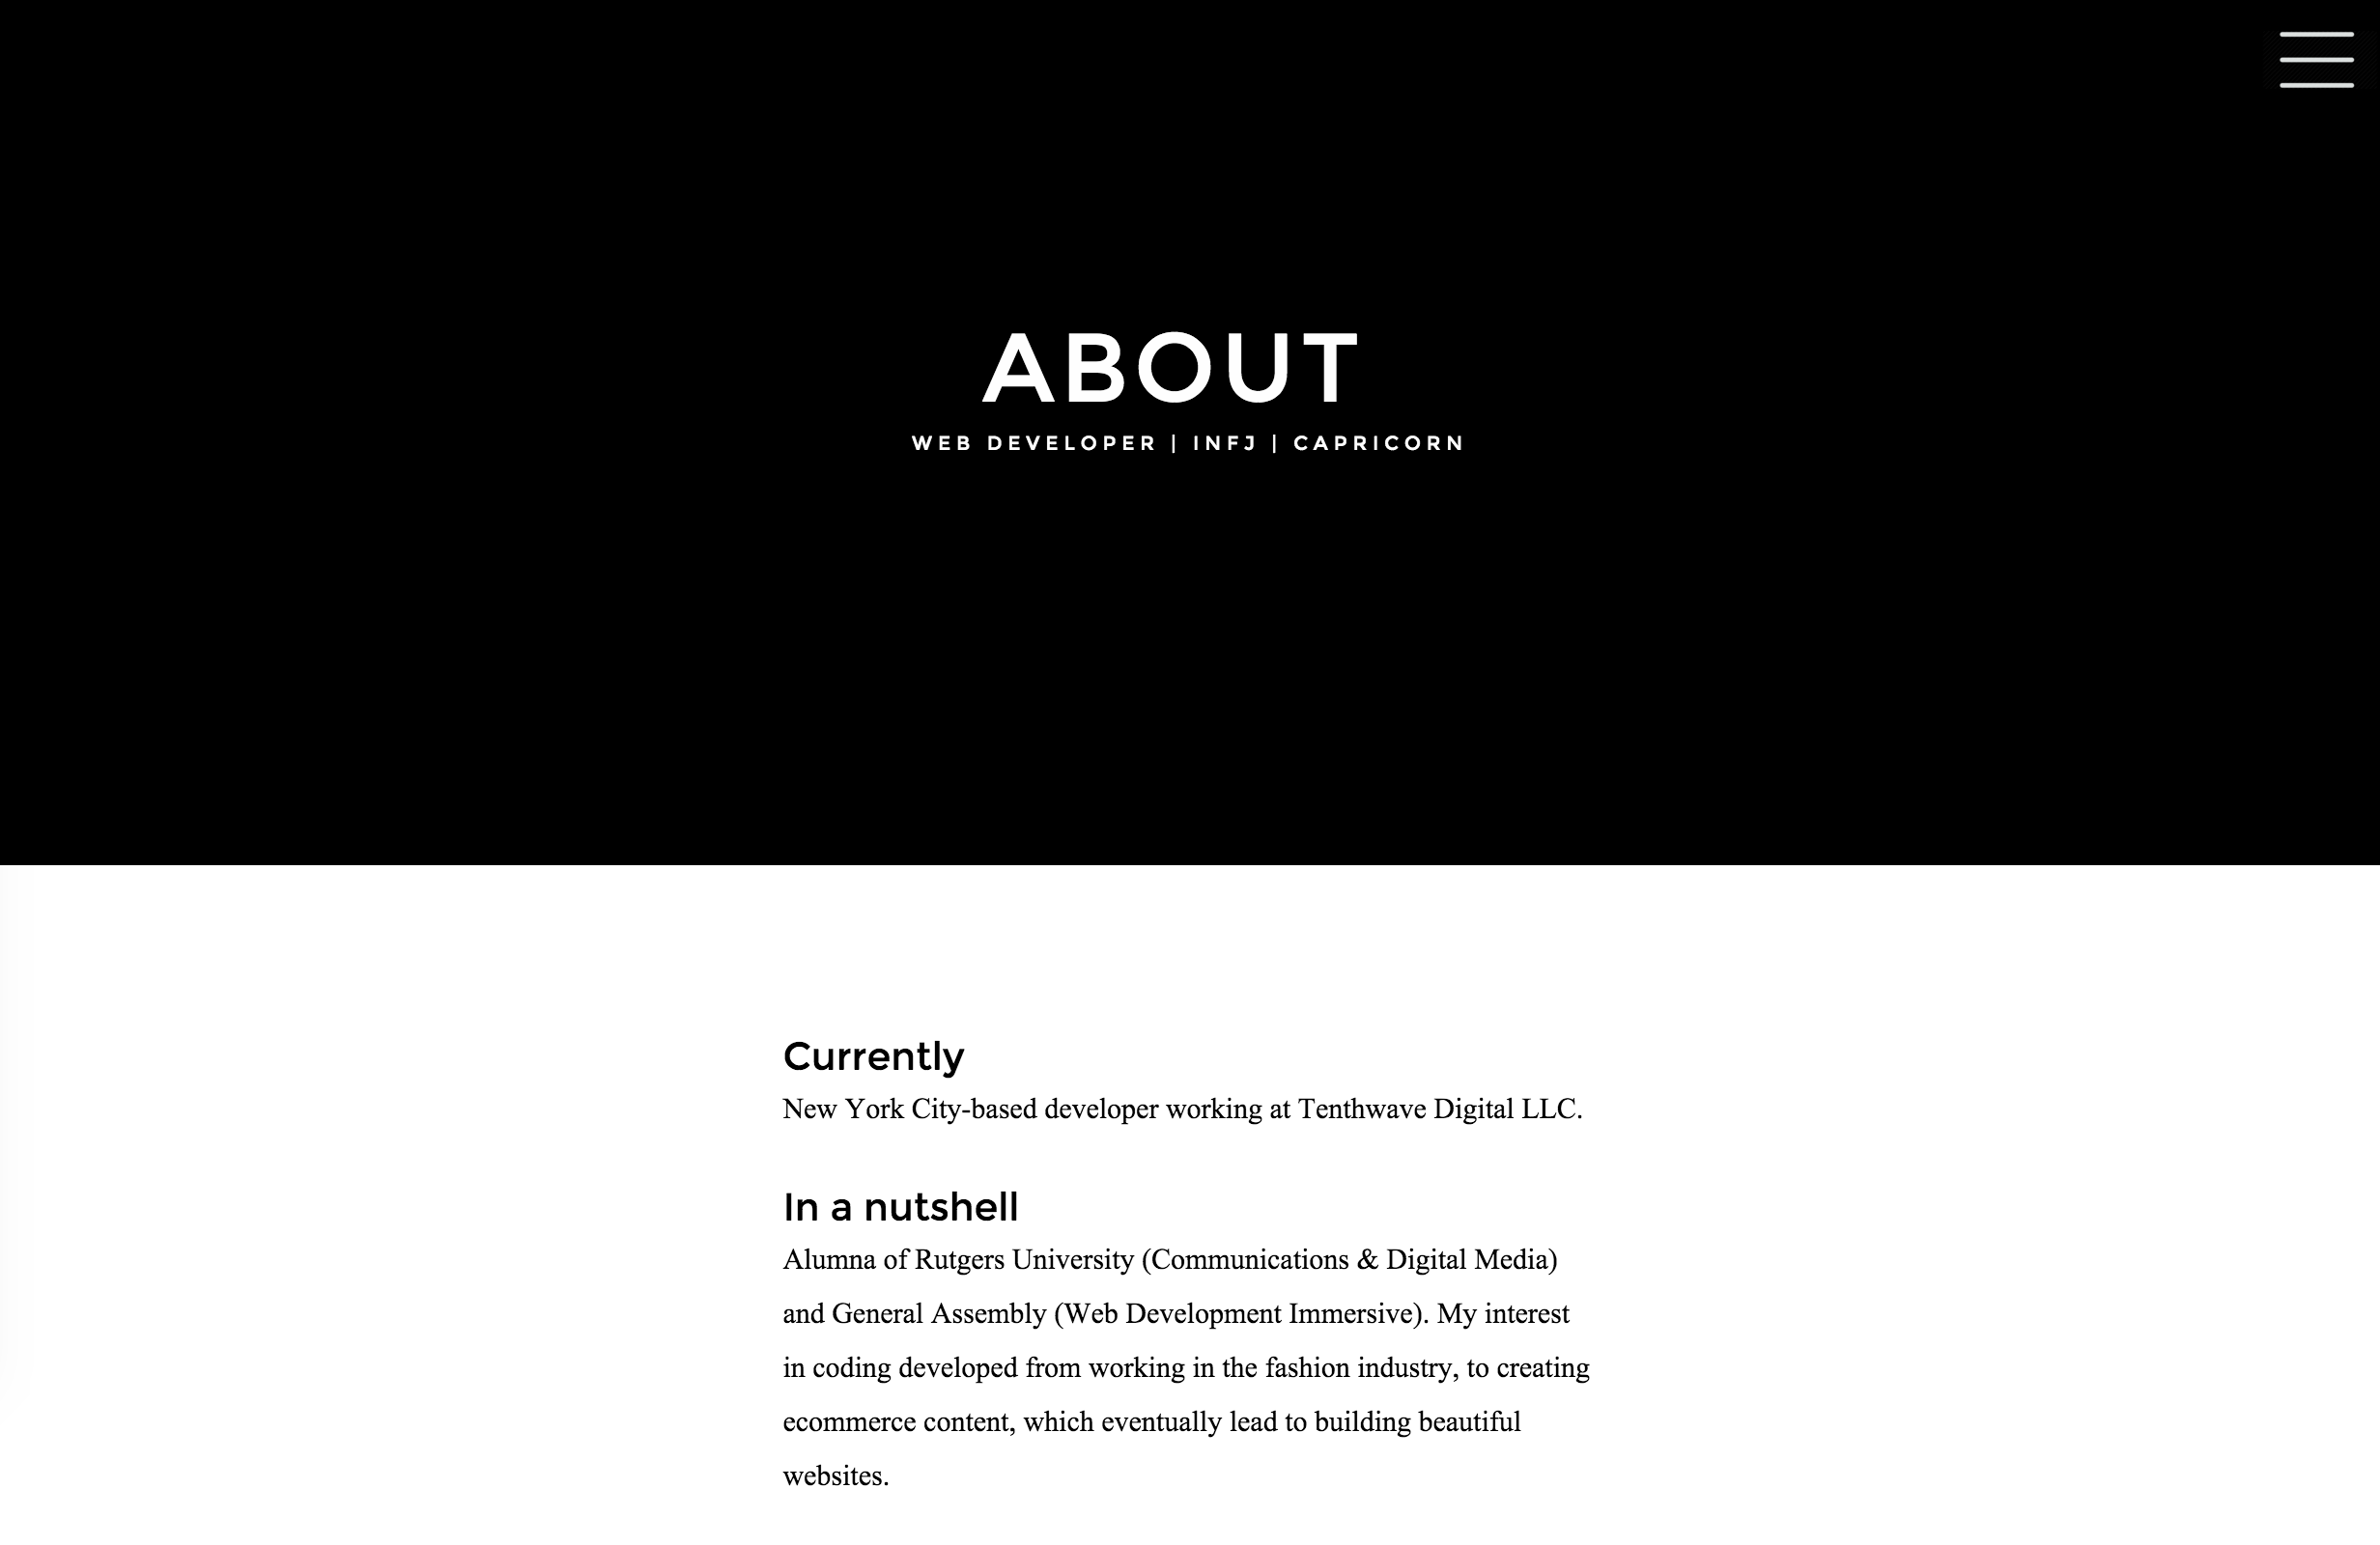 ABOUT
WEB DEVELOPER | INFJ | CAPRICORN
Currently
New York City-based developer working at Tenthwave Digital LLC.
In a nutshell
Alumna of Rutgers University (Communications & Digital Media)
and General Assembly (Web Development Immersive). My interest
in coding developed from working in the fashion industry, to creating
ecommerce content, which eventually lead to building beautiful
websites.